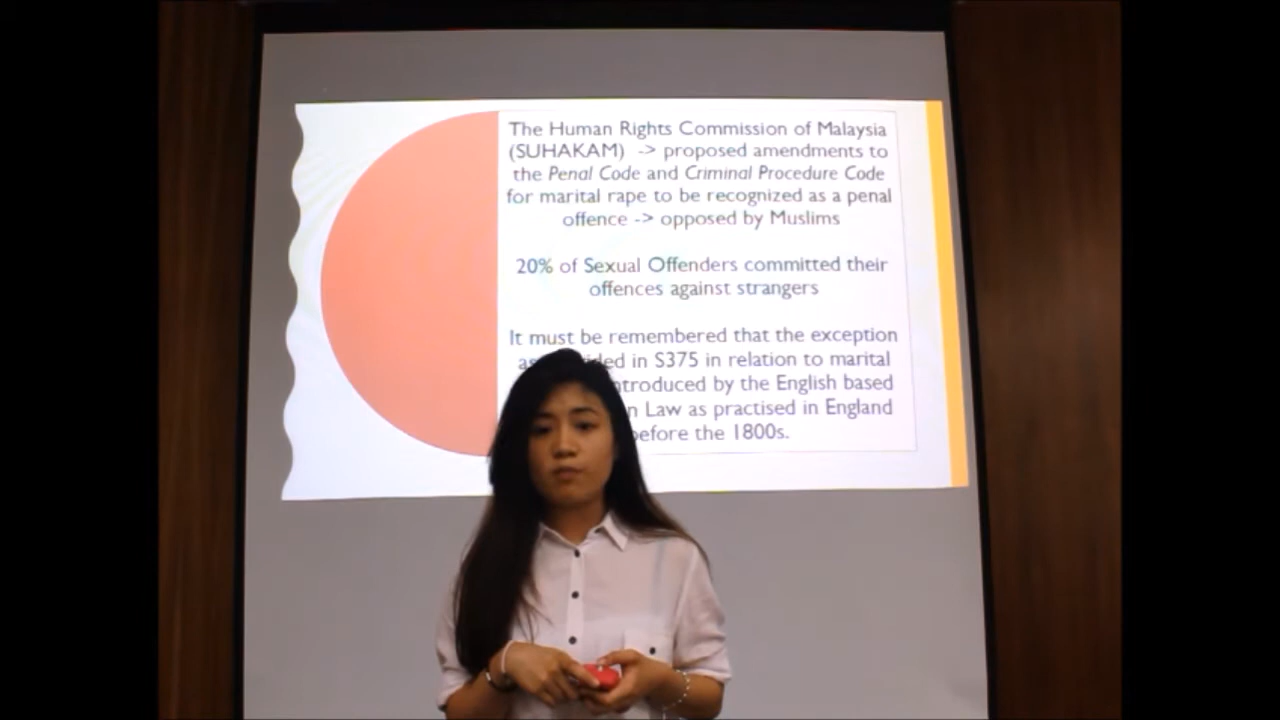 The Human Rights Commission of Malaysia
(SUHAKAM) -> proposed amendments to
the Penal Code and Criminal Procedure Code
for marital rape to be recognized as a penal
offence -> opposed by Muslims
20% of Sexual Offenders committed their
offences against strangers
It must be remembered that the exception
in S375 in relation to marital
introduced by the English based
Law as practised in England
before the 1800s.